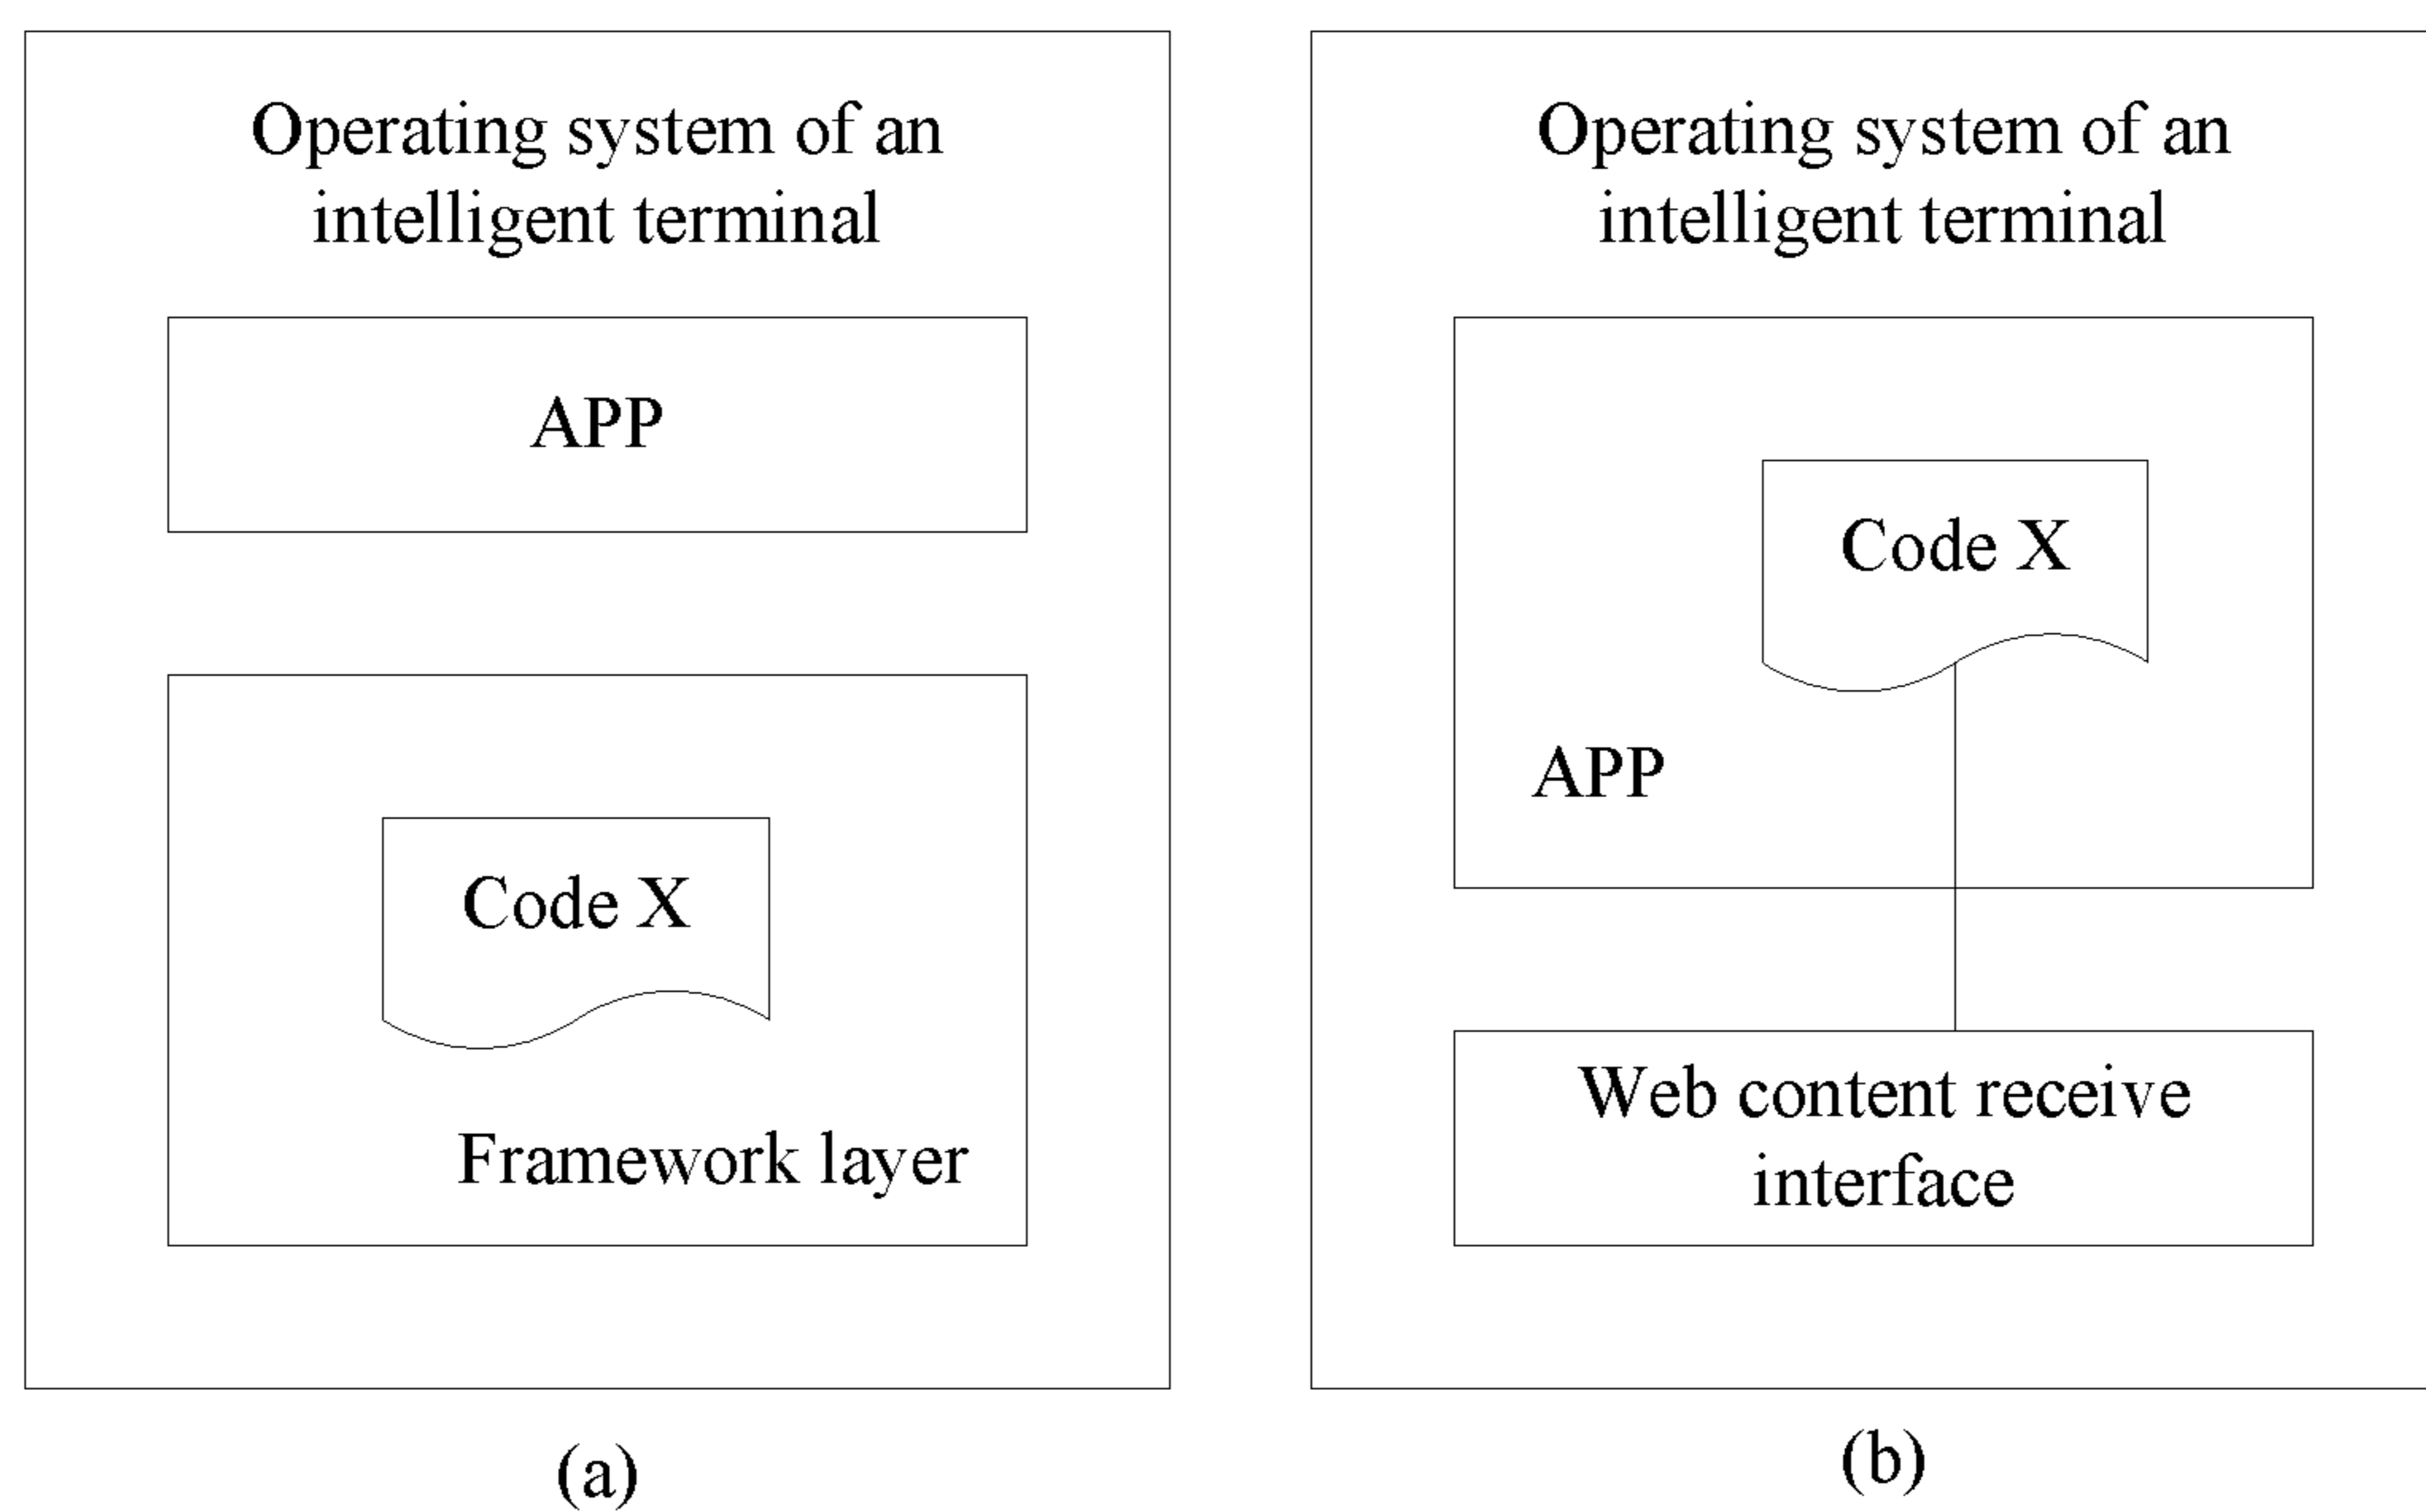 Operating system of an
intelligent terminal
APP
Code X
Framework layer
(a)
Operating system of an
intelligent terminal
Code X
APP
Web content receive
interface
(b)